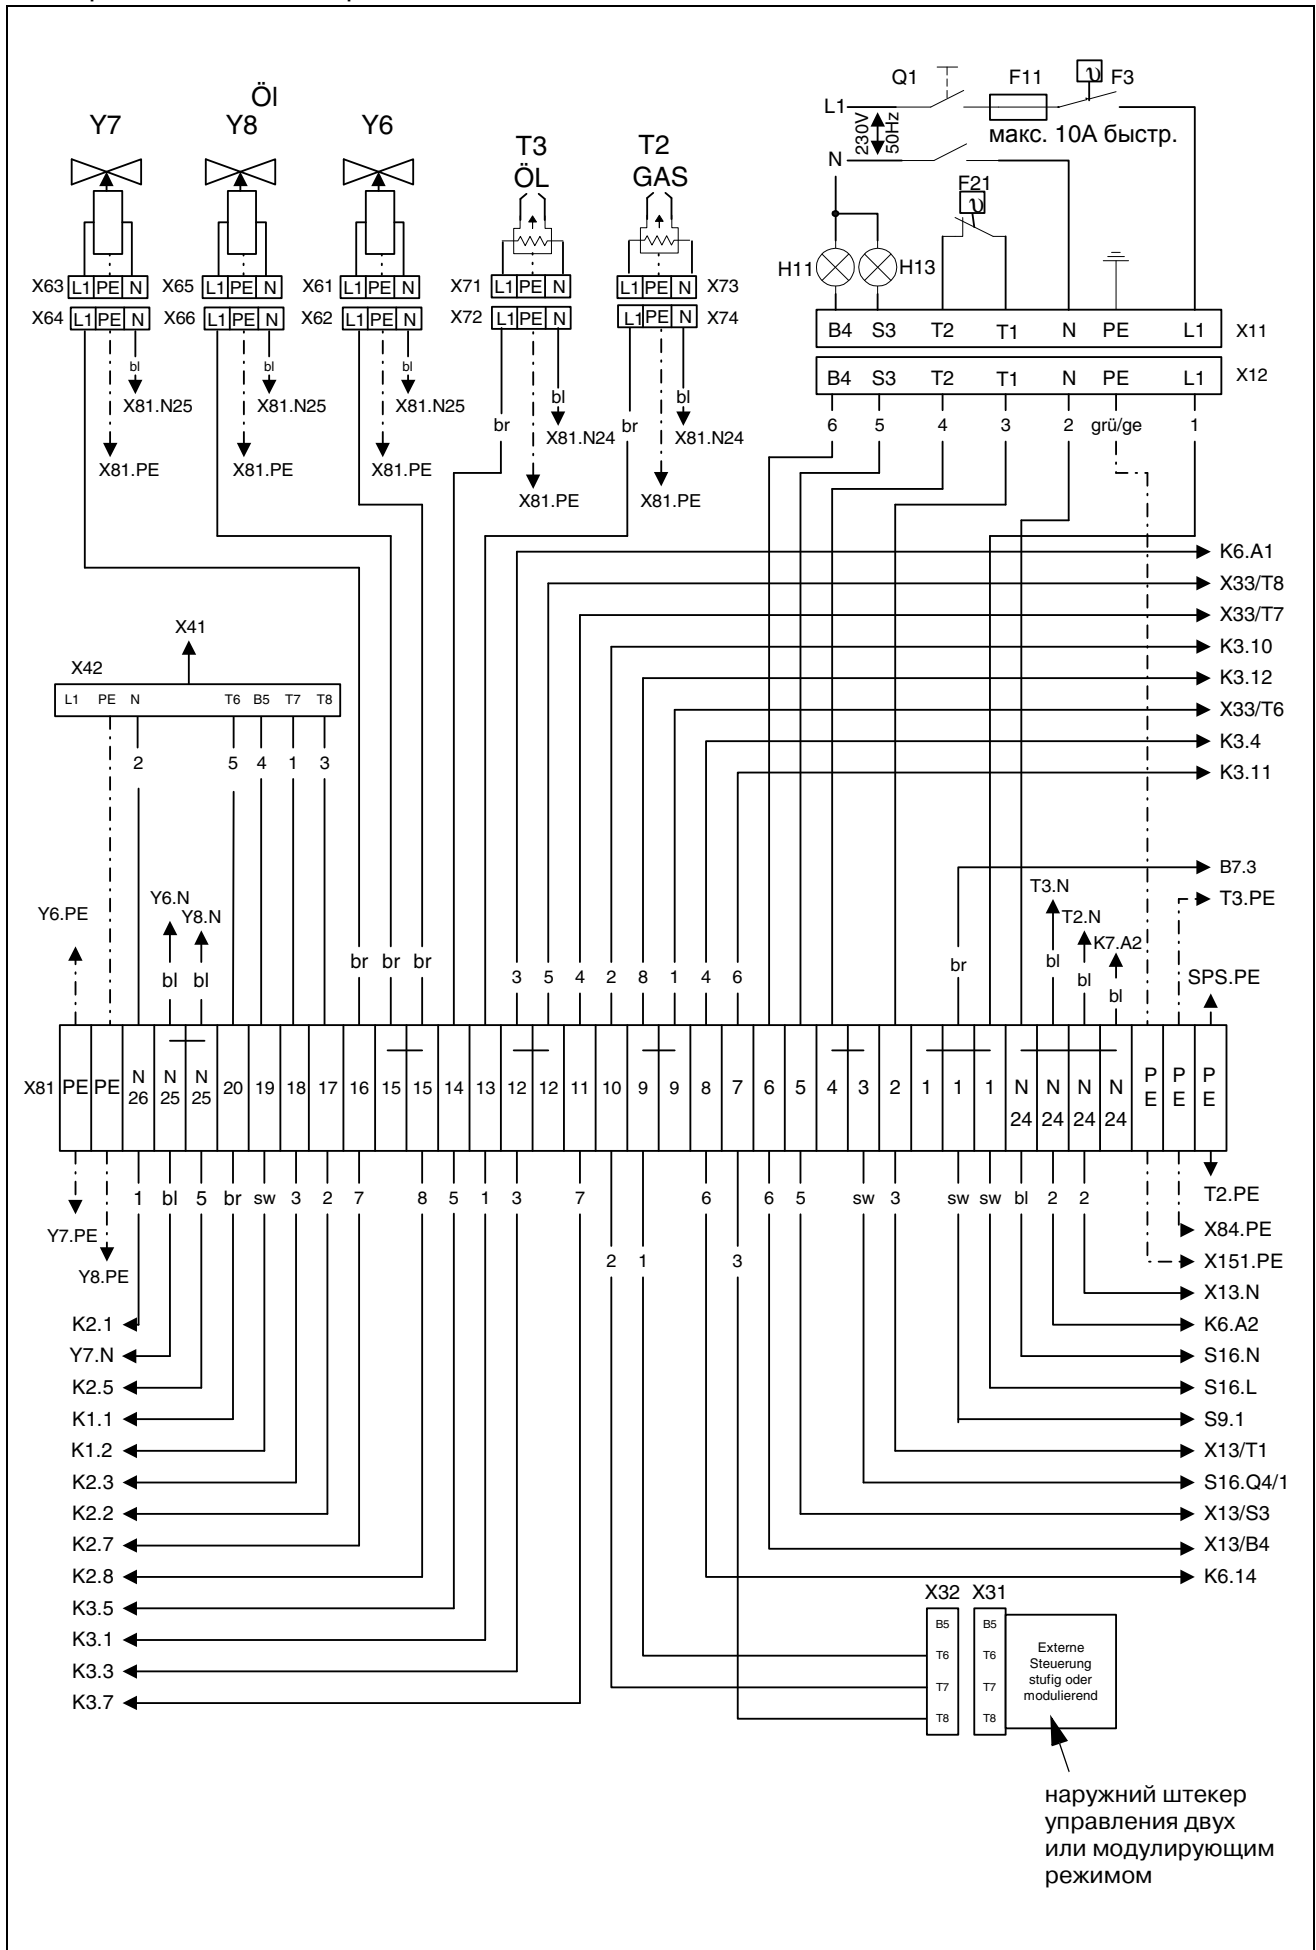 Q1 F11 F3
L1
230V
50Hz
макс. 10A быстр.
N
F21
H11 H13
Öl
Y7 Y8 Y6
T3
ÖL
T2
GAS
X63 L1 PE N X65 L1 PE N X61 L1 PE N X71 L1 PE N L1 PE N X73
X64 L1 PE N X66 L1 PE N X62 L1 PE N X72 L1 PE N L1 PE N X74
B4 S3 T2 T1 N PE L1 X11
B4 S3 T2 T1 N PE L1 X12
bl bl bl br bl br bl
6 5 4 3 2 grü/ge 1
X81.N25 X81.N25 X81.N25 X81.N24 X81.N24
X81.PE X81.PE X81.PE X81.PE X81.PE
K6.A1
X33/T8
X33/T7
K3.10
K3.12
X33/T6
K3.4
K3.11
X41
X42
L1 PE N T6 B5 T7 T8
2 5 4 1 3
B7.3
T3.PE
Y6.PE Y6.N Y8.N
T3.N T2.N K7.A2
SPS.PE
bl bl br br br 3 5 4 2 8 1 4 6 br bl bl bl
X81 PE PE N 26 N 25 N 25 20 19 18 17 16 15 15 14 13 12 12 11 10 9 9 8 7 6 5 4 3 2 1 1 1 N 24 N 24 N 24 N 24 PE PE PE
1 bl 5 br sw 3 2 7 8 5 1 3 7 6 6 5 sw 3 sw sw bl 2 2
2 1 3
Y7.PE
Y8.PE
T2.PE
X84.PE
X151.PE
X13.N
K2.1 K6.A2
Y7.N S16.N
K2.5 S16.L
K1.1 S9.1
K1.2 X13/T1
K2.3 S16.Q4/1
K2.2 X13/S3
K2.7 X13/B4
K2.8 K6.14
K3.5
K3.1
K3.3
K3.7
X32 X31
B5 B5
T6 T6
T7 T7
T8 T8
Externe
Steuerung
stufig oder
modulierend
наружний штекер
управления двух
или модулирующим
режимом